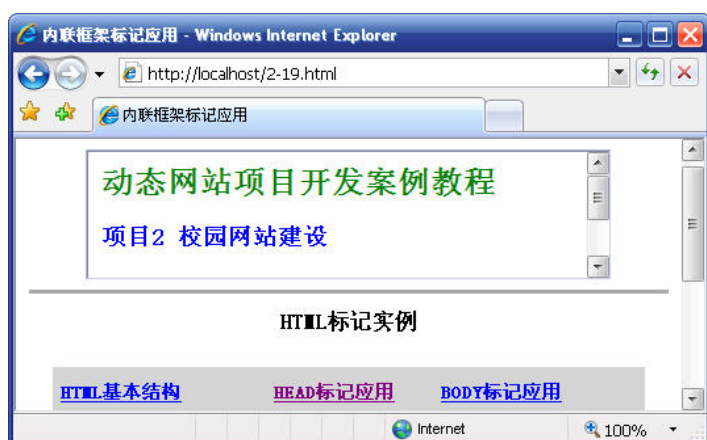 内联框架标记应用 - Windows Internet Explorer
http://localhost/2-19.html
内联框架标记应用
动态网站项目开发案例教程
项目2 校园网站建设
HTML标记实例
HTML基本结构 HEAD标记应用 BODY标记应用
Internet 100%